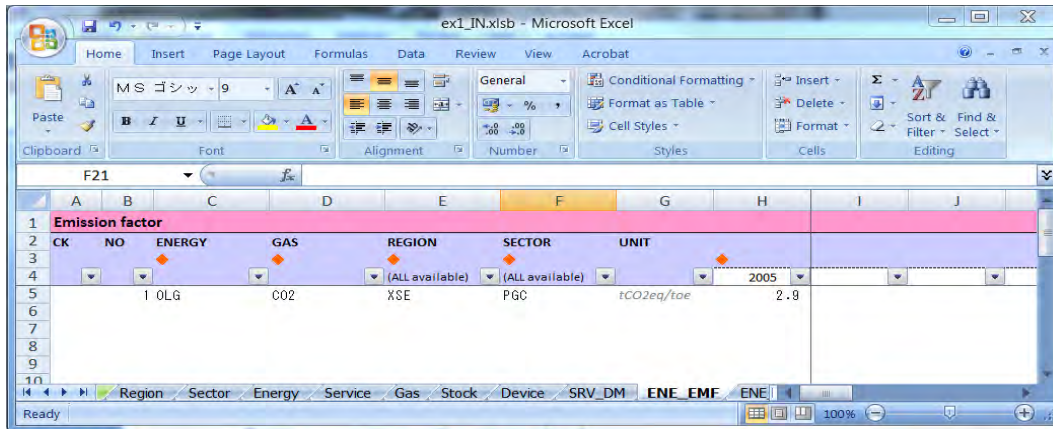 ex1_IN.xlsb - Microsoft Excel
Home Insert Page Layout Formulas Data Review View Acrobat
Paste
ＭＳ ゴシッ 9
General
Conditional Formatting
Format as Table
Cell Styles
Insert
Delete
Format
Sort & Filter
Find & Select
Clipboard Font Alignment Number Styles Cells Editing
F21 fx
A B C D E F G H I J
1 Emission factor
2 CK NO ENERGY GAS REGION SECTOR UNIT
3
4 (ALL available) (ALL available) 2005
5 1 OLG CO2 XSE PGC tCO2eq/toe 2.9
6
7
8
9
10
Region Sector Energy Service Gas Stock Device SRV_DM ENE_EMF ENE
Ready 100%